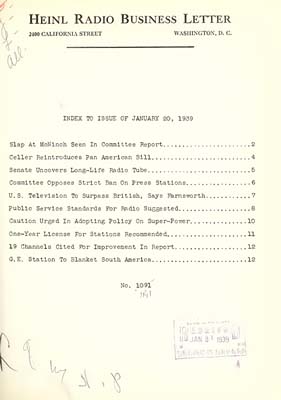 all.
HEINL RADIO BUSINESS LETTER
2400 CALIFORNIA STREET WASHINGTON, D. C.
INDEX TO ISSUE OF JANUARY 20, 1939
Slap At McNinch Seen In Committee Report..................2
Celler Reintroduces Pan American Bill.....................4
Senate Uncovers Long-Life Radio Tube......................5
Committee Opposes Strict Ban On Press Stations............6
U.S. Television To Surpass British, Says Farnsworth.......7
Public Service Standards For Radio Suggested..............8
Caution Urged In Adopting Policy On Super-Power..........10
One-Year License For Stations Recommended................11
19 Channels Cited For Improvement In Report..............12
G.E. Station To Blanket South America....................12
No. 1091
JAN 21 1939